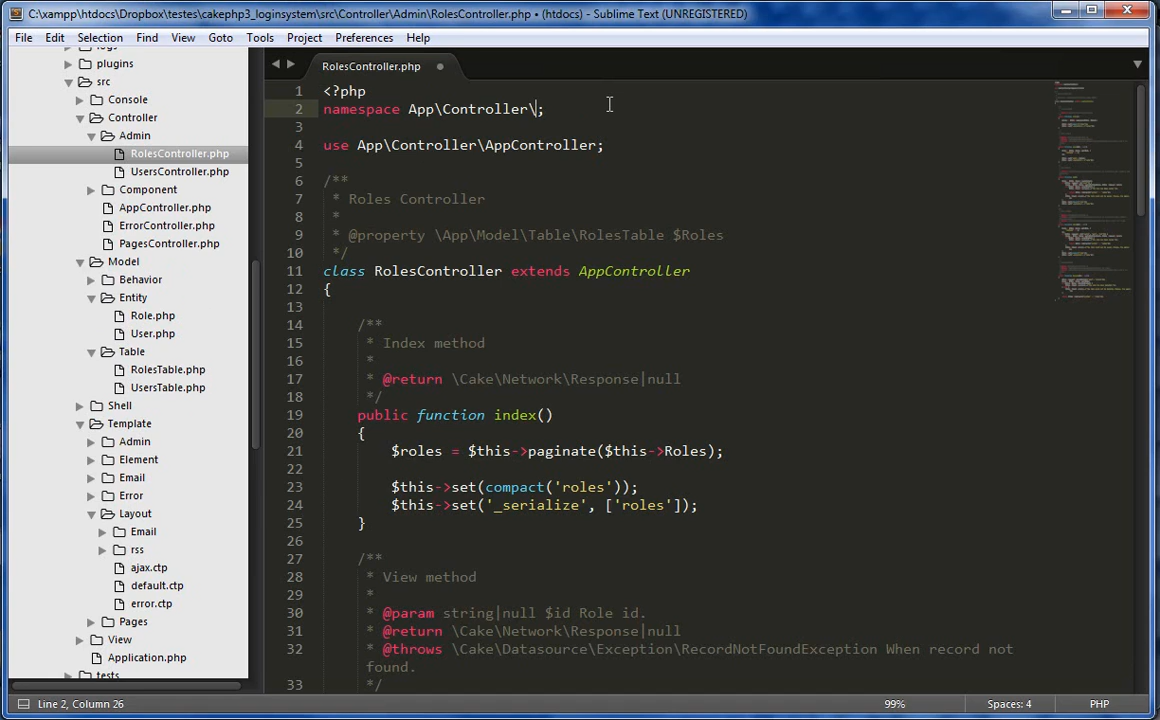 C:\xampp\htdocs\Dropbox\testes\cakephp3_loginsystem\src\Controller\Admin\RolesController.php • (htdocs) - Sublime Text (UNREGISTERED)
File Edit Selection Find View Goto Tools Project Preferences Help
logs
plugins
src
Console
Controller
Admin
RolesController.php
UsersController.php
Component
AppController.php
ErrorController.php
PagesController.php
Model
Behavior
Entity
Role.php
User.php
Table
RolesTable.php
UsersTable.php
Shell
Template
Admin
Element
Email
Error
Layout
Email
rss
ajax.ctp
default.ctp
error.ctp
Pages
View
Application.php
tests
RolesController.php
1 <?php
2 namespace App\Controller\;
3
4 use App\Controller\AppController;
5
6 /**
7 * Roles Controller
8 *
9 * @property \App\Model\Table\RolesTable $Roles
10 */
11 class RolesController extends AppController
12 {
13
14 /**
15 * Index method
16 *
17 * @return \Cake\Network\Response|null
18 */
19 public function index()
20 {
21 $roles = $this->paginate($this->Roles);
22
23 $this->set(compact('roles'));
24 $this->set('_serialize', ['roles']);
25 }
26
27 /**
28 * View method
29 *
30 * @param string|null $id Role id.
31 * @return \Cake\Network\Response|null
32 * @throws \Cake\Datasource\Exception\RecordNotFoundException When record not
found.
33 */
Line 2, Column 26 99% Spaces: 4 PHP